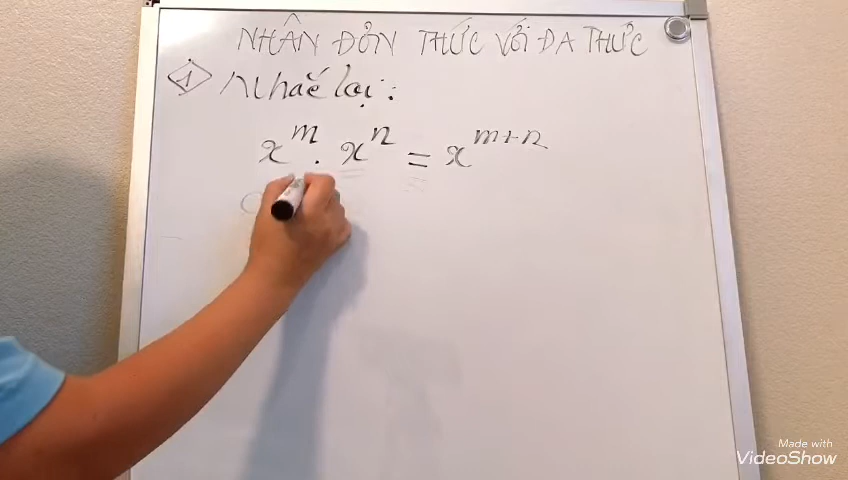 NHÂN ĐƠN THỨC VỚI ĐA THỨC
1 Nhắc lại:
x^m . x^n = x^{m+n}
Made with
VideoShow